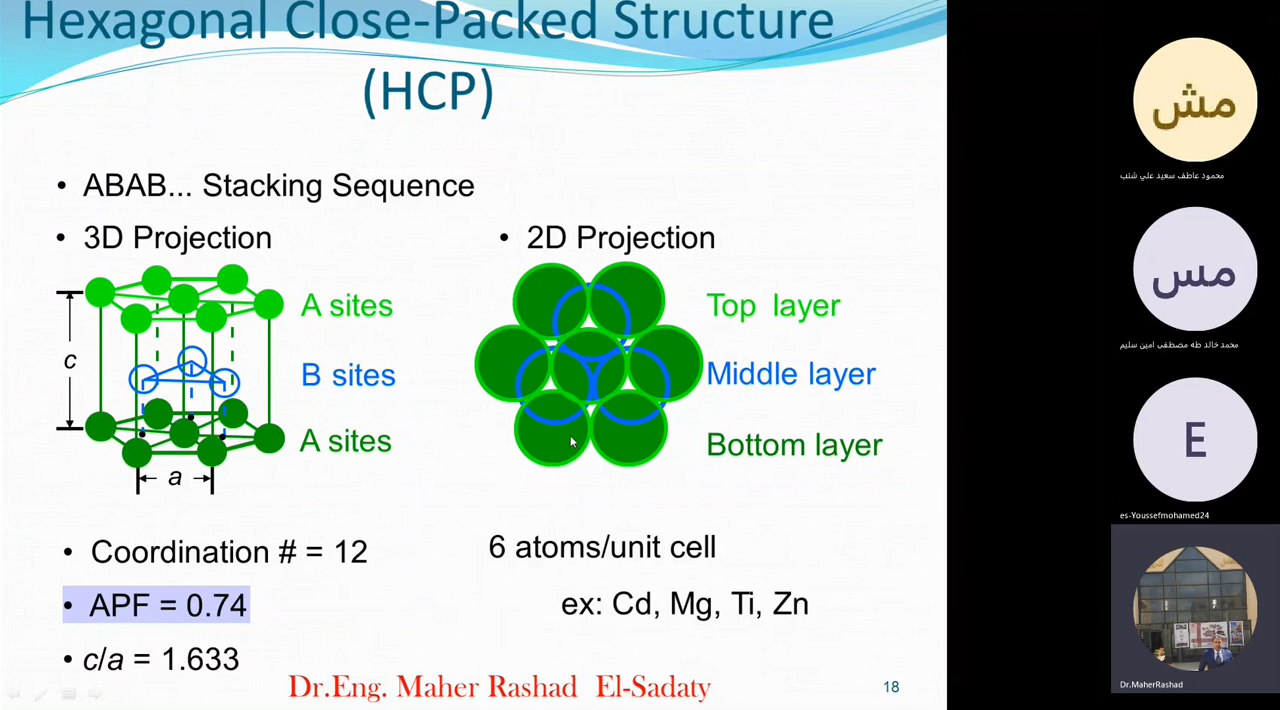 Hexagonal Close-Packed Structure
(HCP)
• ABAB... Stacking Sequence
• 3D Projection
• 2D Projection
A sites
B sites
A sites
c
a
Top layer
Middle layer
Bottom layer
• Coordination # = 12
6 atoms/unit cell
• APF = 0.74
ex: Cd, Mg, Ti, Zn
• c/a = 1.633
Dr.Eng. Maher Rashad El-Sadaty
18
مش
محمود عاطف سعيد علي شنب
مس
محمد خالد طه مصطفى امين سليم
E
es-Youssefmohamed24
Dr.MaherRashad